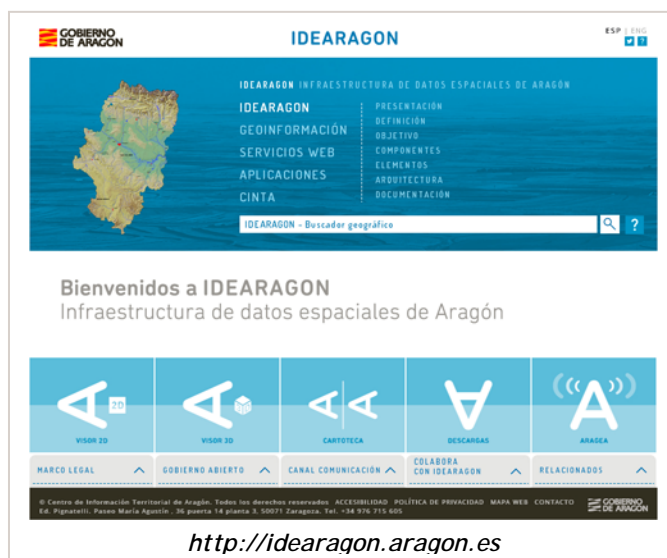 GOBIERNO
DE ARAGON
IDEARAGON
ESP | ENG
?
IDEARAGON INFRAESTRUCTURA DE DATOS ESPACIALES DE ARAGÓN
IDEARAGON
GEOINFORMACIÓN
SERVICIOS WEB
APLICACIONES
CINTA
PRESENTACIÓN
DEFINICIÓN
OBJETIVO
COMPONENTES
ELEMENTOS
ARQUITECTURA
DOCUMENTACIÓN
IDEARAGON - Buscador geográfico
?
Bienvenidos a IDEARAGON
Infraestructura de datos espaciales de Aragón
2D
VISOR 2D
VISOR 3D
CARTOTECA
DESCARGAS
ARAGEA
MARCO LEGAL
GOBIERNO ABIERTO
CANAL COMUNICACIÓN
COLABORA
CON IDEARAGON
RELACIONADOS
© Centro de Información Territorial de Aragón. Todos los derechos reservados ACCESIBILIDAD POLÍTICA DE PRIVACIDAD MAPA WEB CONTACTO
Ed. Pignatelli. Paseo María Agustín , 36 puerta 14 planta 3, 50071 Zaragoza. Tel. +34 976 715 605
GOBIERNO
DE ARAGON
http://idearagon.aragon.es